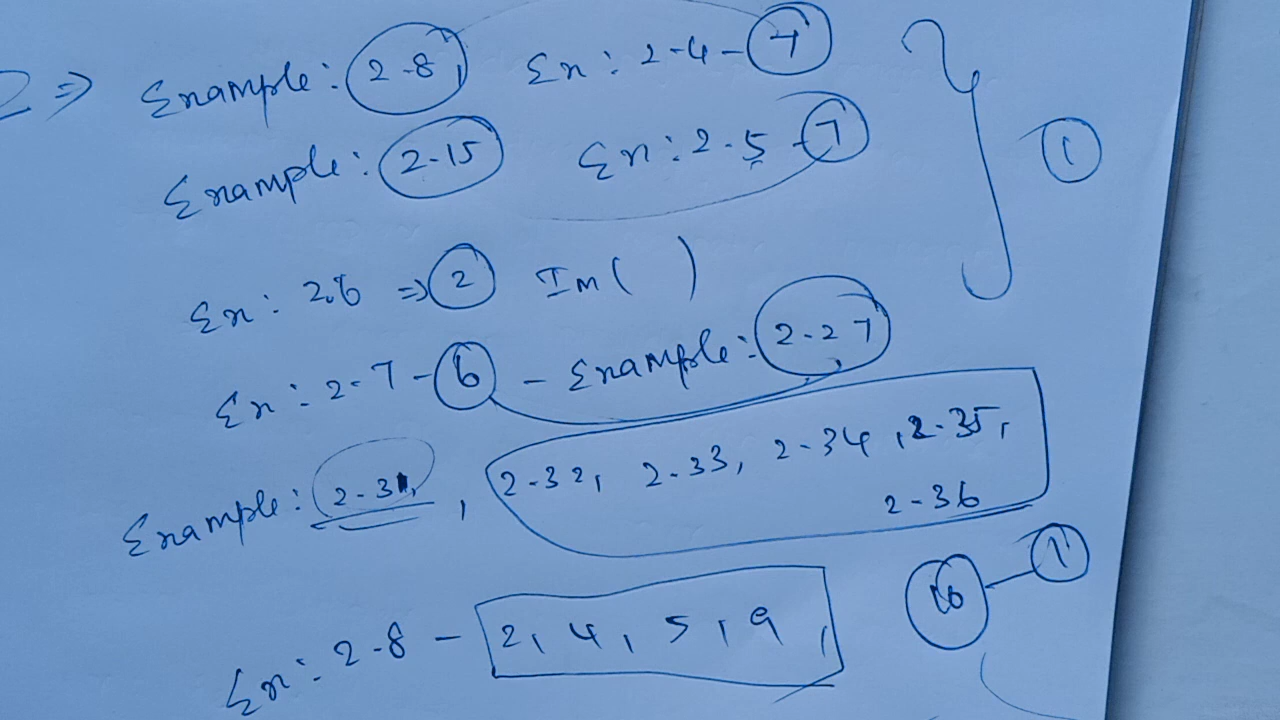 2 ⇒ Example: 2-8, Ex: 2-4-7
Example: 2-15 Ex: 2.5-7
①
Ex: 2.6 ⇒ 2 Im( )
Ex: 2-7-6 - Example: 2-27
Example: 2-31, , 2-32, 2-33, 2-34, 2-35,
2-36
Ex: 2-8 - 2, 4, 5, 9,